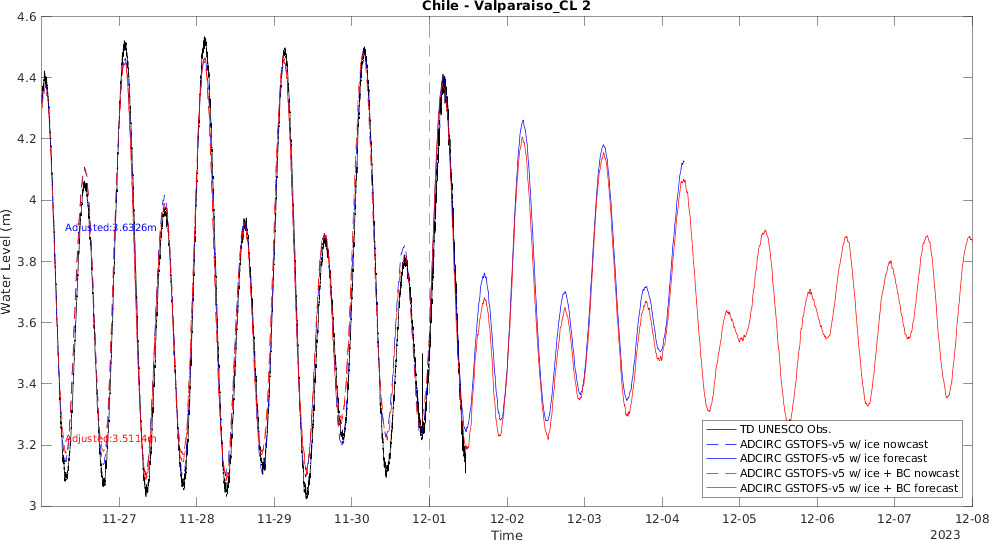 Chile - Valparaiso_CL 2
4.6
4.4
4.2
4
3.8
3.6
3.4
3.2
3
Water Level (m)
Adjusted:3.6326m
Adjusted:3.5114m
TD UNESCO Obs.
ADCIRC GSTOFS-v5 w/ ice nowcast
ADCIRC GSTOFS-v5 w/ ice forecast
ADCIRC GSTOFS-v5 w/ ice + BC nowcast
ADCIRC GSTOFS-v5 w/ ice + BC forecast
11-27 11-28 11-29 11-30 12-01 12-02 12-03 12-04 12-05 12-06 12-07 12-08
Time
2023